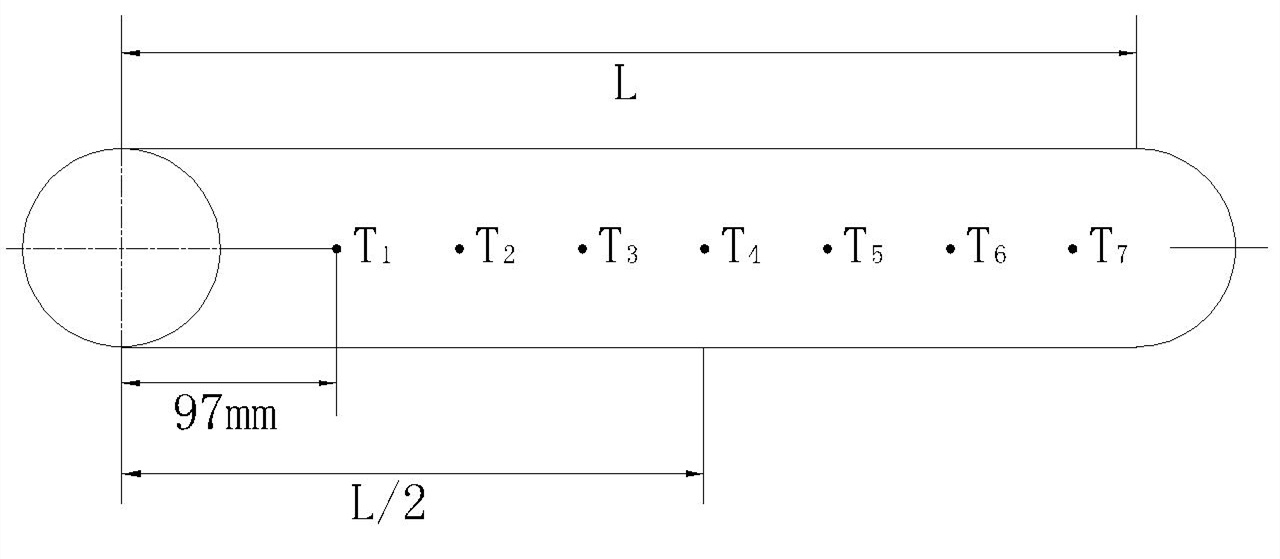 L
T₁ T₂ T₃ T₄ T₅ T₆ T₇
97mm
L/2